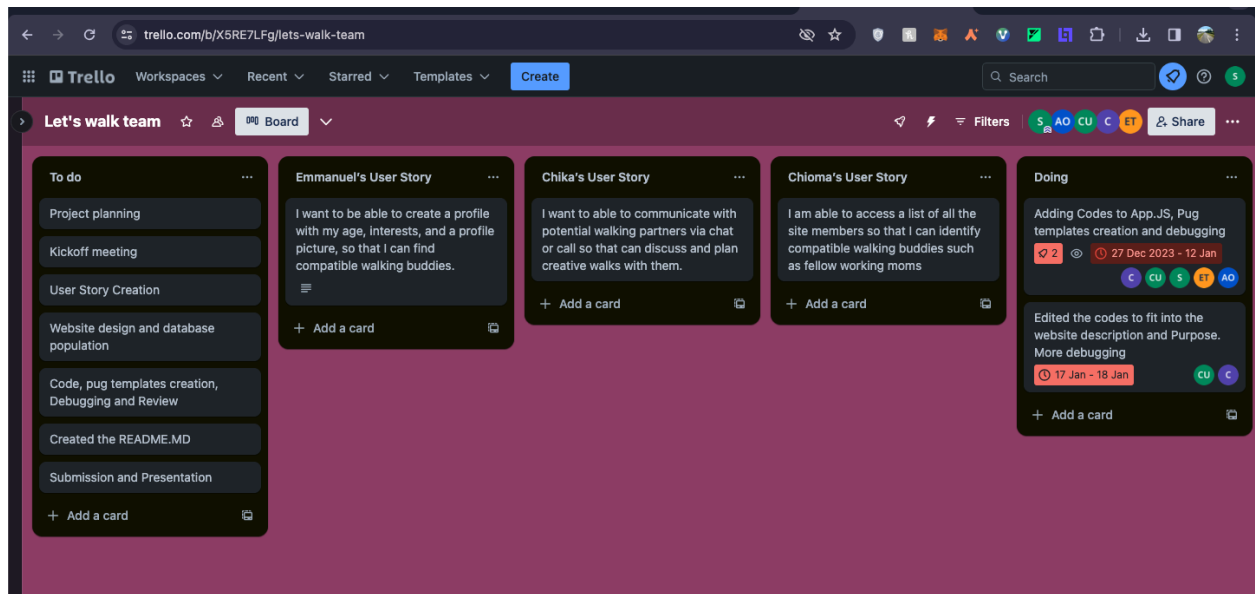 trello.com/b/X5RE7LFg/lets-walk-team
Trello Workspaces Recent Starred Templates Create Search S
Let's walk team Board Filters S AO CU C ET Share
To do
Project planning
Kickoff meeting
User Story Creation
Website design and database
population
Code, pug templates creation,
Debugging and Review
Created the README.MD
Submission and Presentation
+ Add a card
Emmanuel's User Story
I want to be able to create a profile
with my age, interests, and a profile
picture, so that I can find
compatible walking buddies.
+ Add a card
Chika's User Story
I want to able to communicate with
potential walking partners via chat
or call so that can discuss and plan
creative walks with them.
+ Add a card
Chioma's User Story
I am able to access a list of all the
site members so that I can identify
compatible walking buddies such
as fellow working moms
+ Add a card
Doing
Adding Codes to App.JS, Pug
templates creation and debugging
2 27 Dec 2023 - 12 Jan
C CU S ET AO
Edited the codes to fit into the
website description and Purpose.
More debugging
17 Jan - 18 Jan CU C
+ Add a card